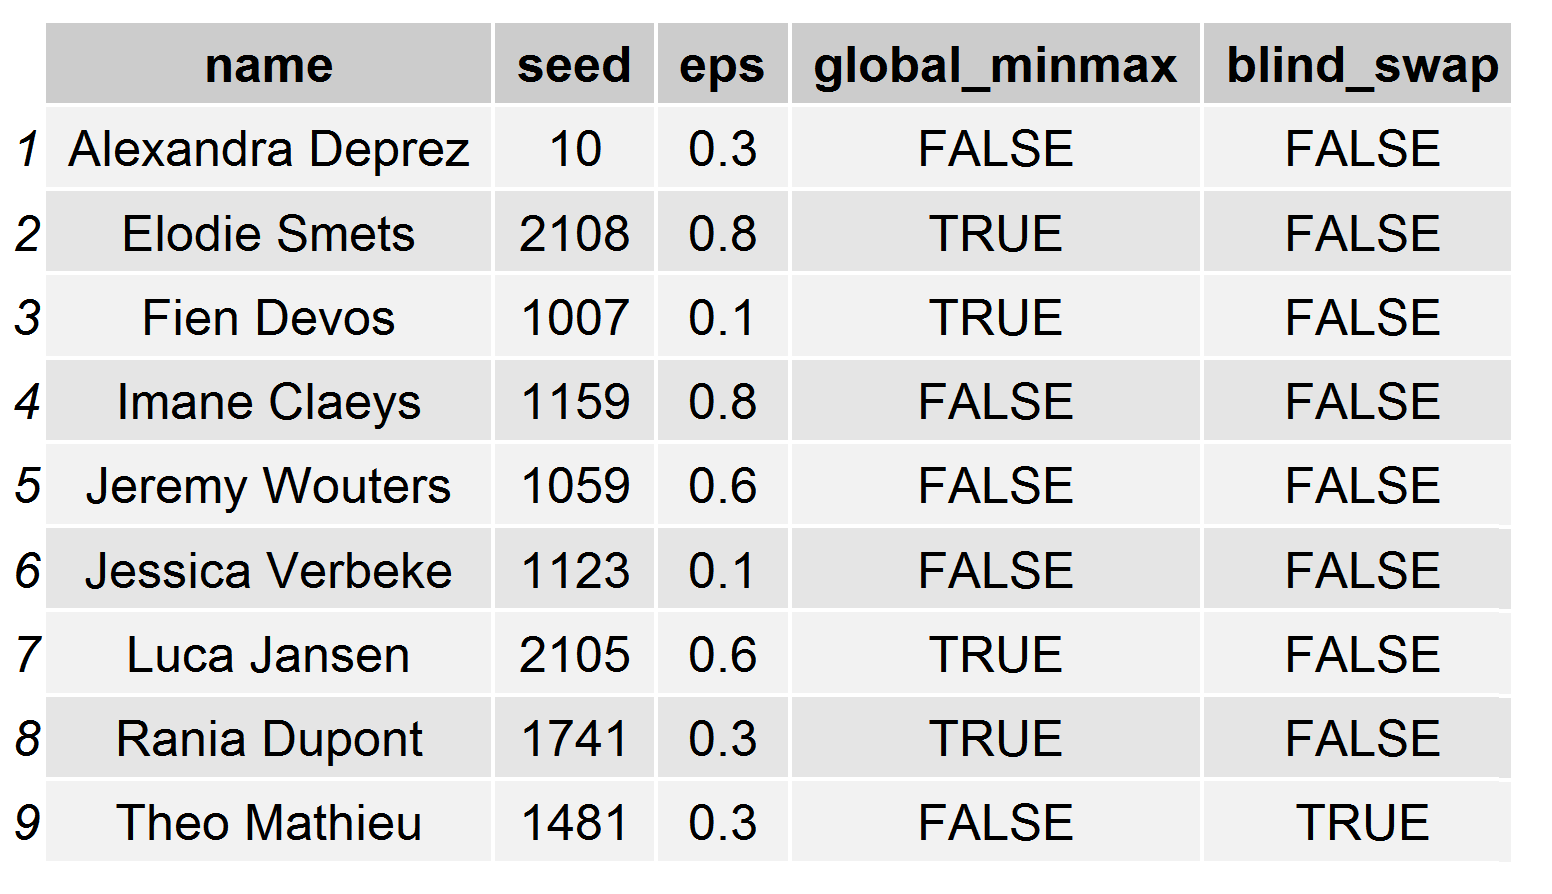 name seed eps global_minmax blind_swap
1 Alexandra Deprez 10 0.3 FALSE FALSE
2 Elodie Smets 2108 0.8 TRUE FALSE
3 Fien Devos 1007 0.1 TRUE FALSE
4 Imane Claeys 1159 0.8 FALSE FALSE
5 Jeremy Wouters 1059 0.6 FALSE FALSE
6 Jessica Verbeke 1123 0.1 FALSE FALSE
7 Luca Jansen 2105 0.6 TRUE FALSE
8 Rania Dupont 1741 0.3 TRUE FALSE
9 Theo Mathieu 1481 0.3 FALSE TRUE